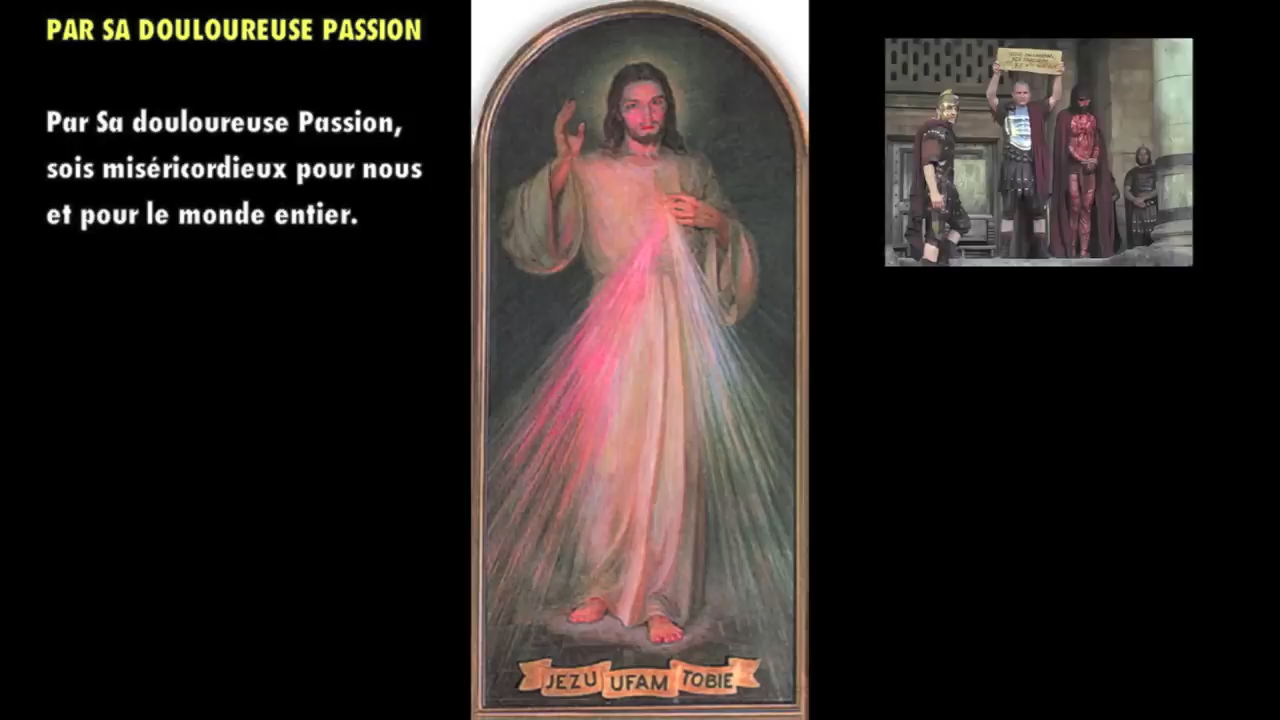 PAR SA DOULOUREUSE PASSION
Par Sa douloureuse Passion,
sois miséricordieux pour nous
et pour le monde entier.
JEZU UFAM TOBIE